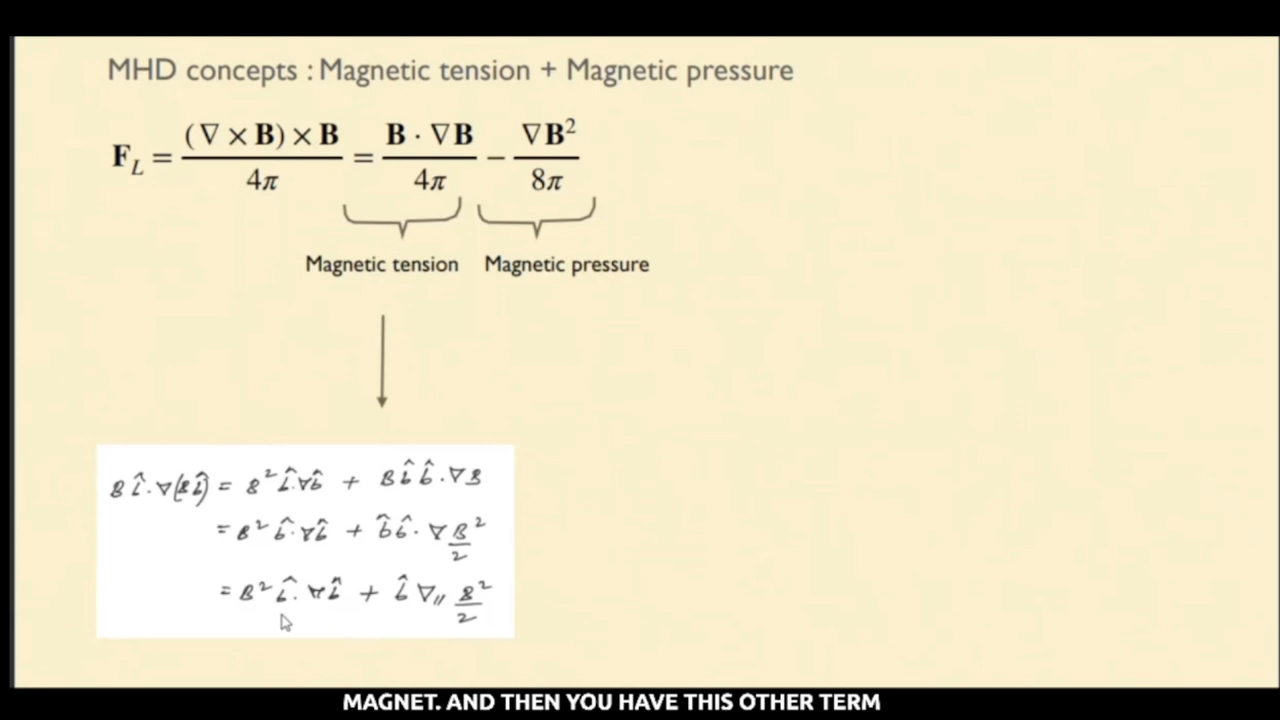 MHD concepts : Magnetic tension + Magnetic pressure
F_L = (∇ × B) × B / 4π = B · ∇B / 4π − ∇B² / 8π
Magnetic tension Magnetic pressure
B b̂ . ∇(B b̂) = B² b̂ . ∇ b̂ + B b̂ b̂ . ∇ B
= B² b̂ . ∇ b̂ + b̂ b̂ . ∇ B²/2
= B² b̂ . ∇ b̂ + b̂ ∇// B²/2
MAGNET. AND THEN YOU HAVE THIS OTHER TERM